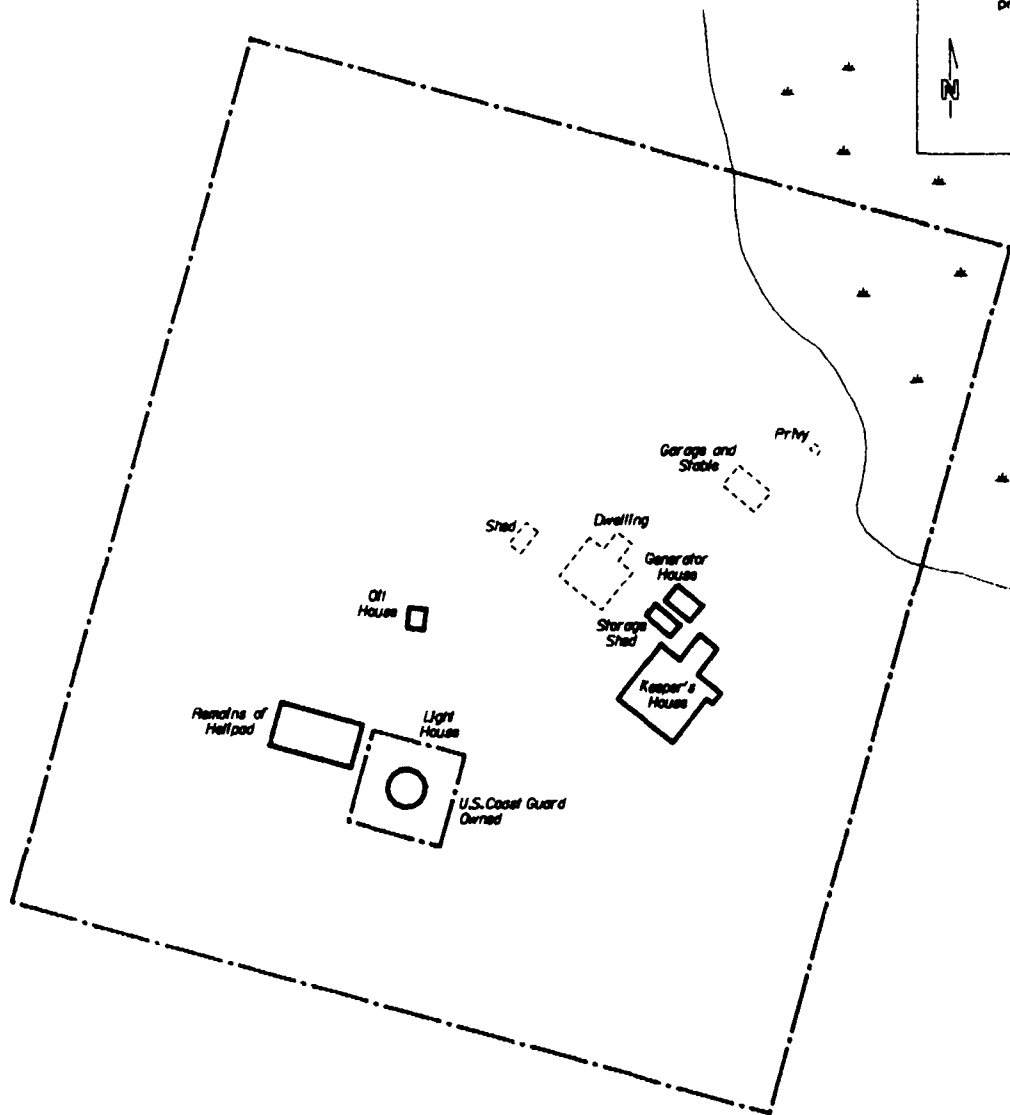 N
Privy
Garage and
Stable
Shed
Dwelling
Generator
House
Oil
House
Storage
Shed
Keeper's
House
Remains of
Helipad
Light
House
U.S. Coast Guard
Owned